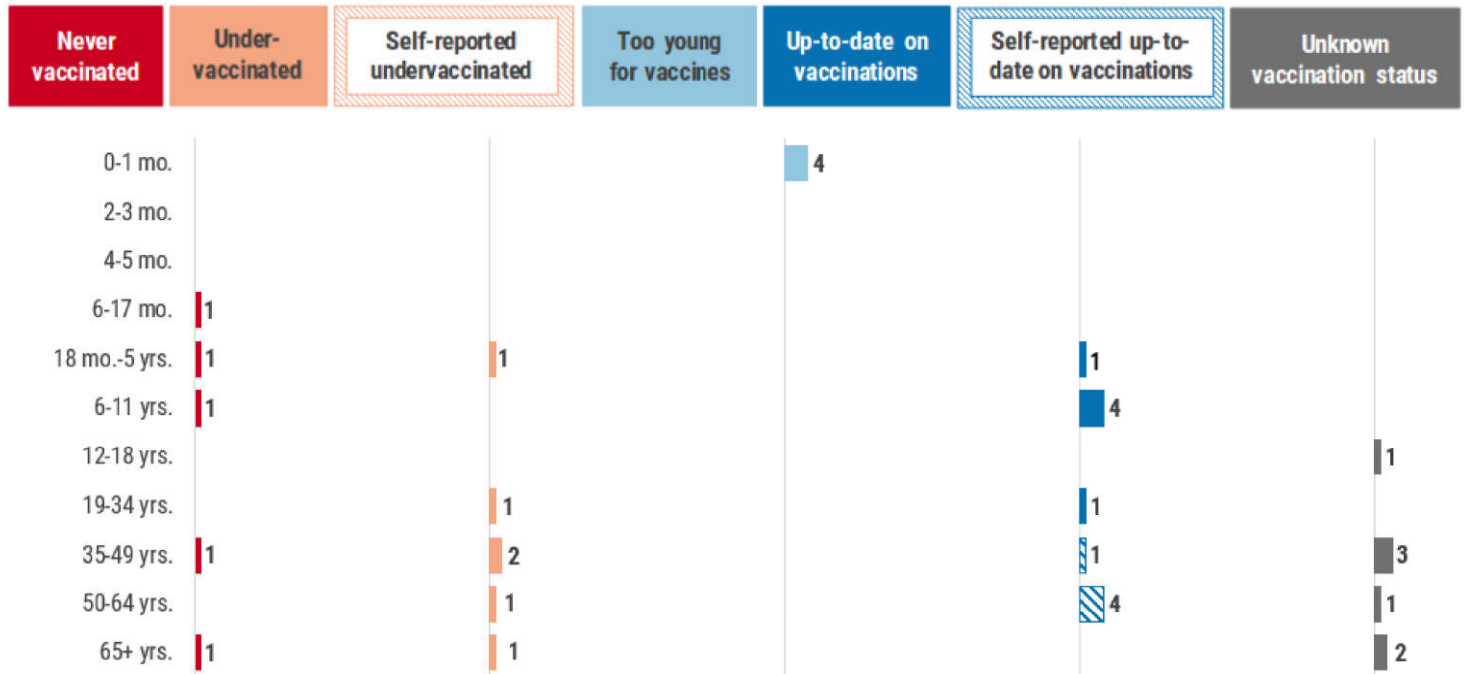 Never
vaccinated
Under-
vaccinated
Self-reported
undervaccinated
Too young
for vaccines
Up-to-date on
vaccinations
Self-reported up-to-
date on vaccinations
Unknown
vaccination status
0-1 mo. 4
2-3 mo.
4-5 mo.
6-17 mo. 1
18 mo.-5 yrs. 1 1 1
6-11 yrs. 1 4
12-18 yrs. 1
19-34 yrs. 1 1
35-49 yrs. 1 2 1 3
50-64 yrs. 1 4 1
65+ yrs. 1 1 2